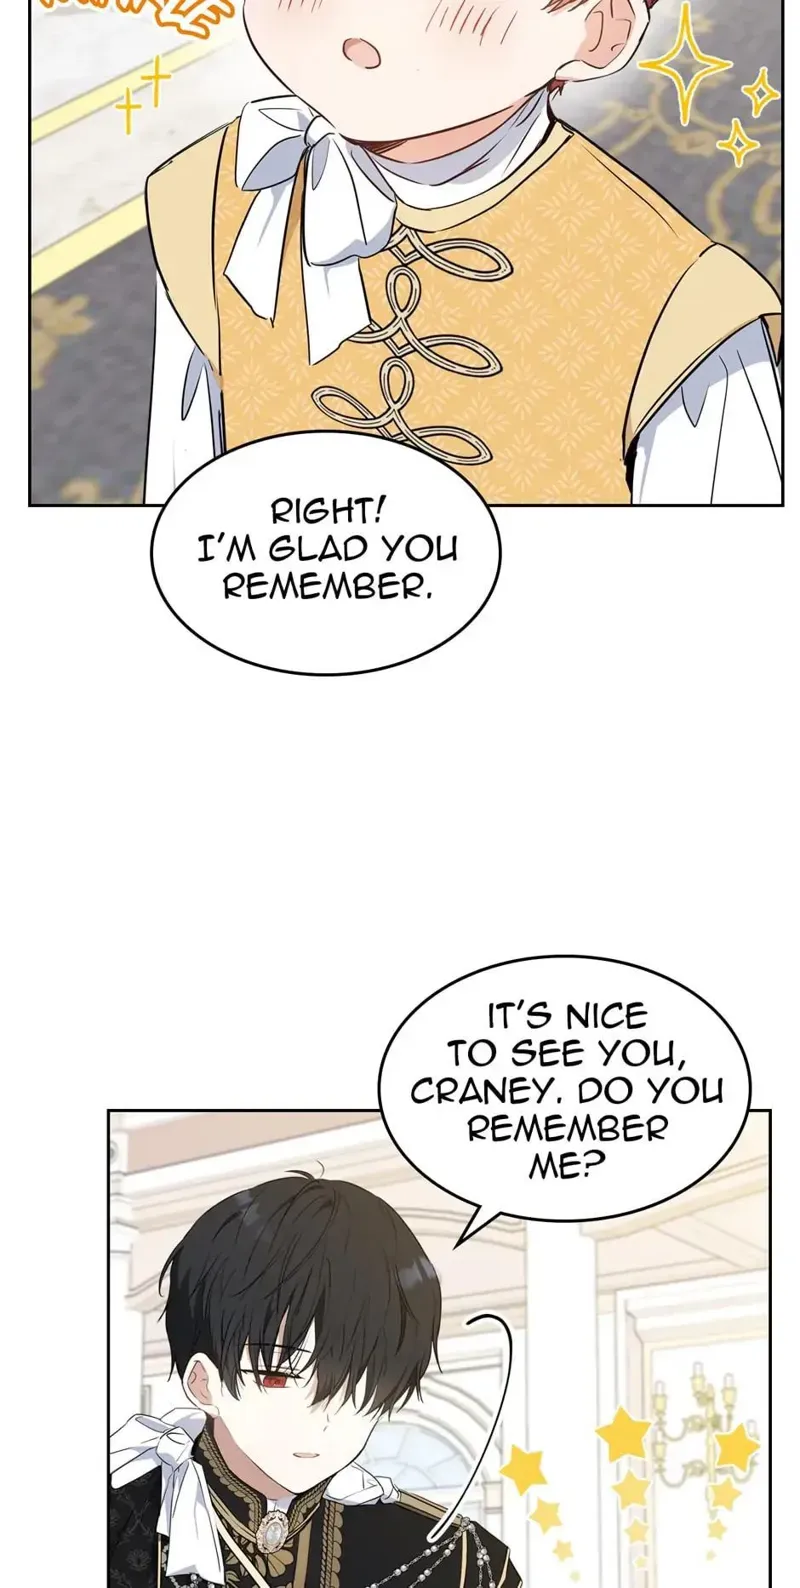 RIGHT!
I'M GLAD YOU
REMEMBER.
IT'S NICE
TO SEE YOU,
CRANEY. DO YOU
REMEMBER
ME?